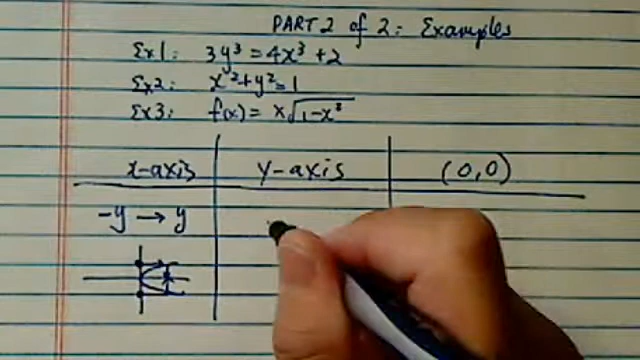 PART 2 of 2: Examples
Ex1: 3y³ = 4x³ + 2
Ex2: x² + y² = 1
Ex3: f(x) = x√1-x³
x-axis y-axis (0,0)
-y → y